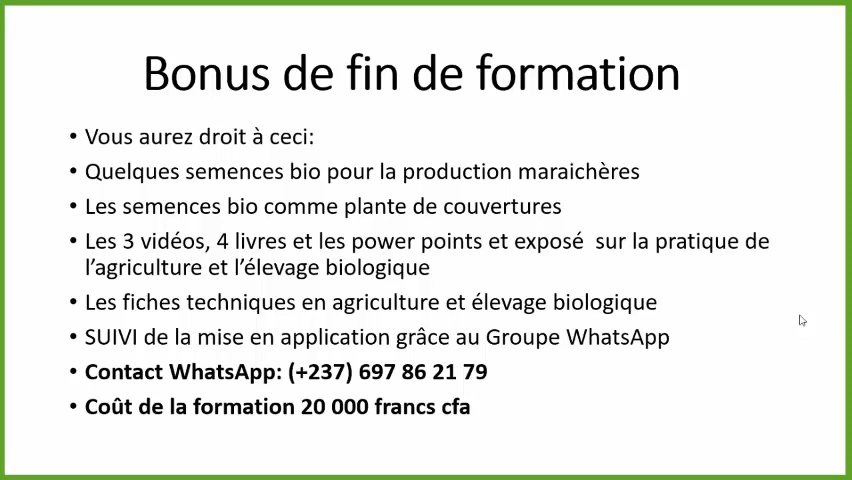 Bonus de fin de formation
• Vous aurez droit à ceci:
• Quelques semences bio pour la production maraichères
• Les semences bio comme plante de couvertures
• Les 3 vidéos, 4 livres et les power points et exposé  sur la pratique de
l’agriculture et l’élevage biologique
• Les fiches techniques en agriculture et élevage biologique
• SUIVI de la mise en application grâce au Groupe WhatsApp
• Contact WhatsApp: (+237) 697 86 21 79
• Coût de la formation 20 000 francs cfa